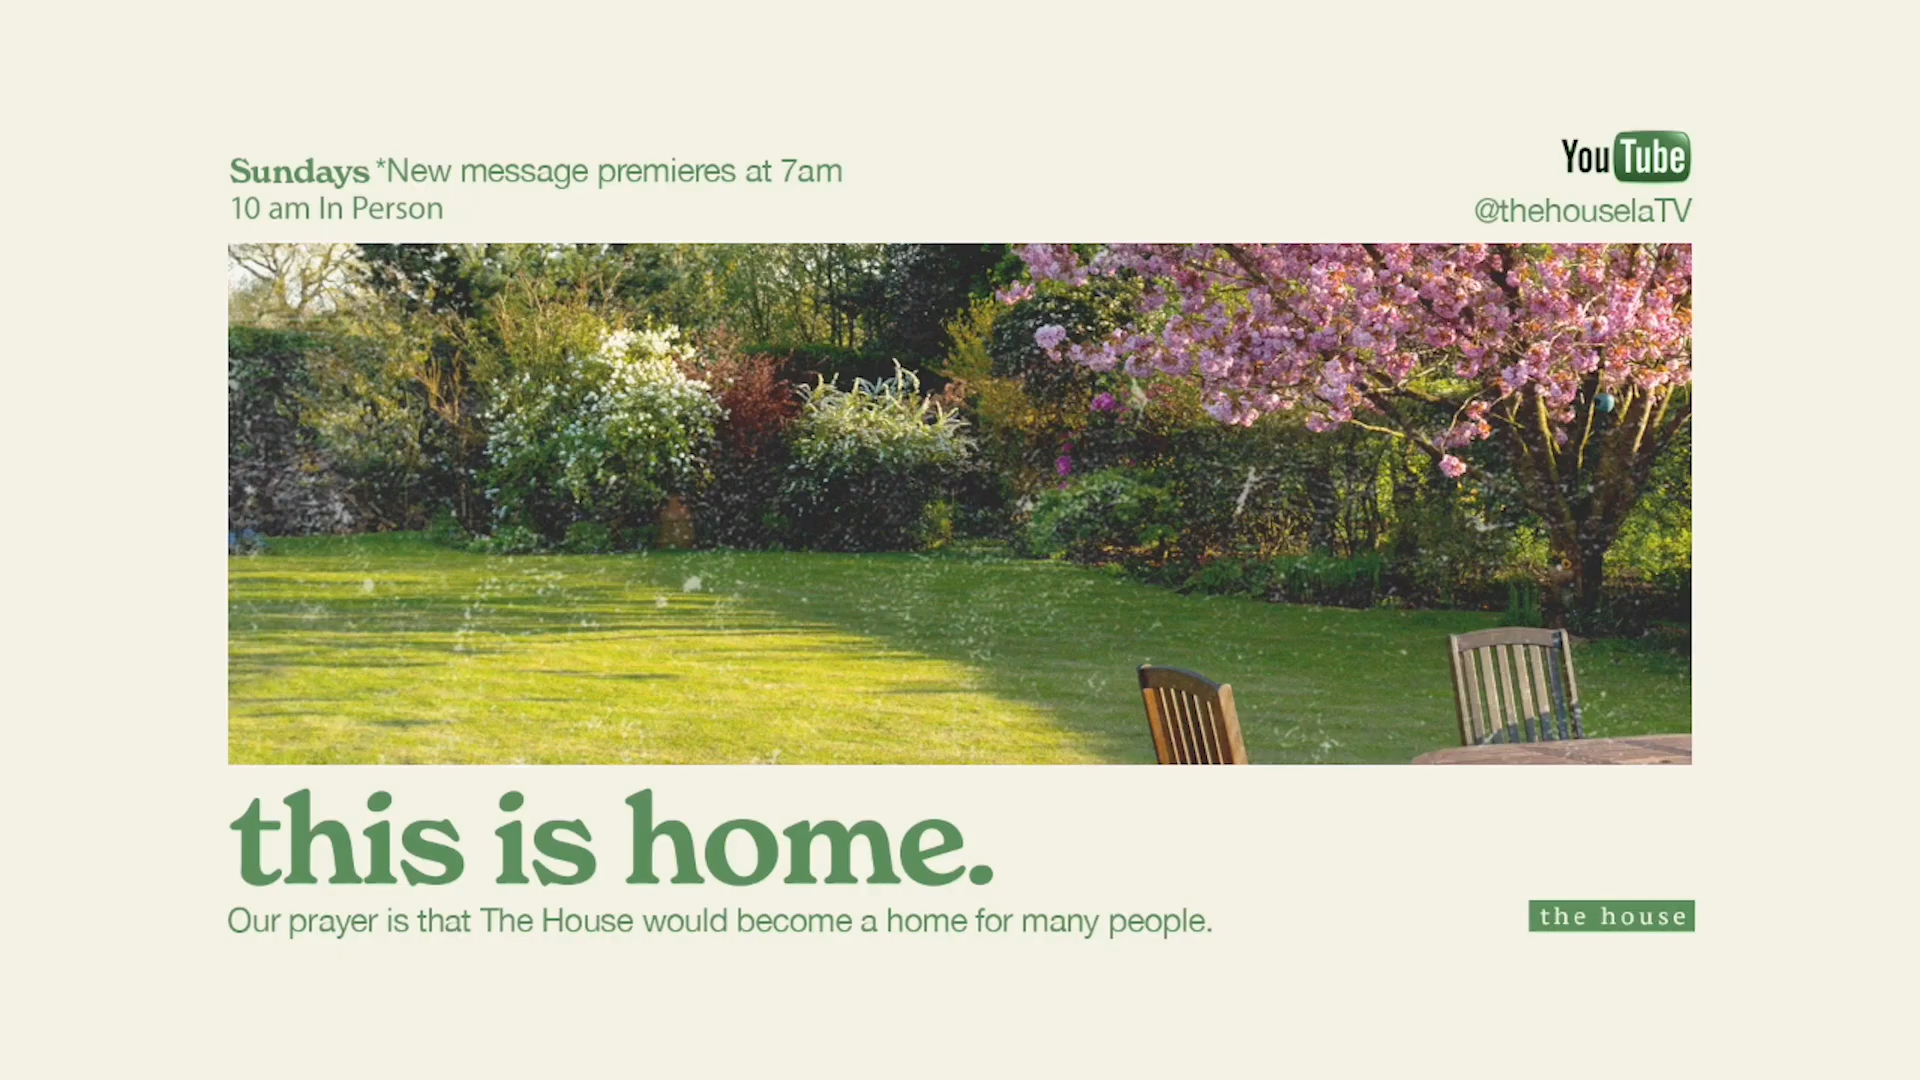 Sundays *New message premieres at 7am
10 am In Person
YouTube
@thehouselaTV
this is home.
Our prayer is that The House would become a home for many people.
the house